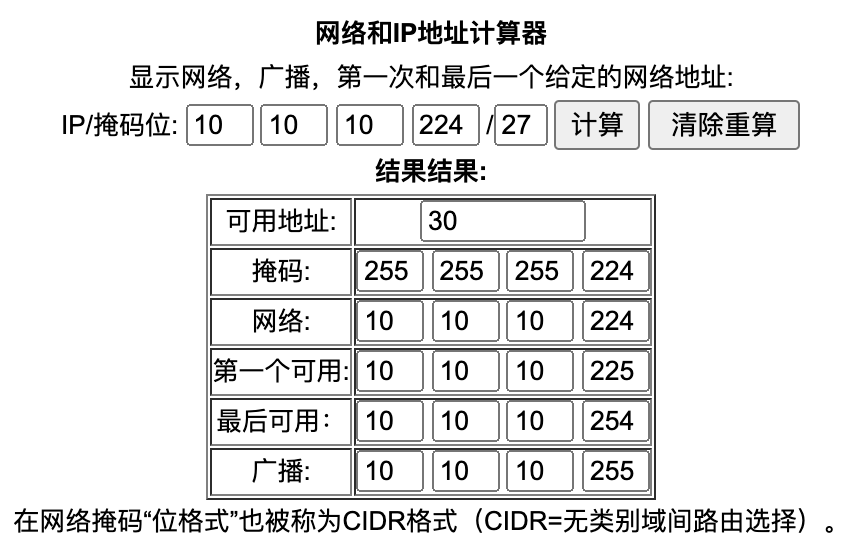 网络和IP地址计算器
显示网络，广播，第一次和最后一个给定的网络地址:
IP/掩码位: 10 10 10 224 /27 计算 清除重算
结果结果:
可用地址: 30
掩码: 255 255 255 224
网络: 10 10 10 224
第一个可用: 10 10 10 225
最后可用： 10 10 10 254
广播: 10 10 10 255
在网络掩码“位格式”也被称为CIDR格式（CIDR=无类别域间路由选择）。